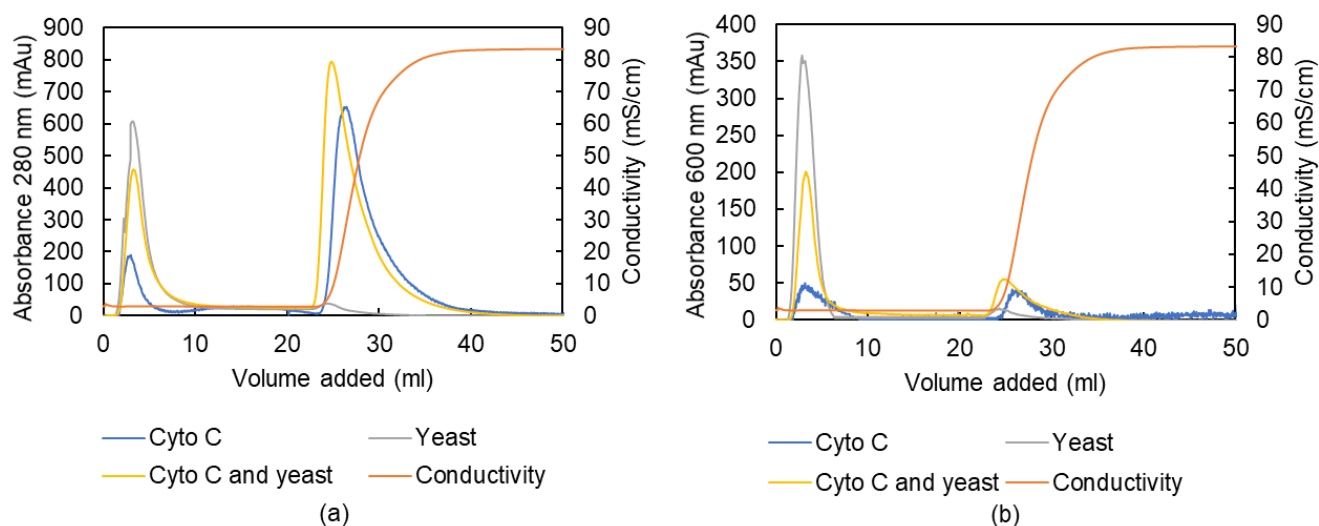 Absorbance 280 nm (mAu)
900
800
700
600
500
400
300
200
100
0
90
80
70
60
50
40
30
20
10
0
Conductivity (mS/cm)
0 10 20 30 40 50
Volume added (ml)
Cyto C Yeast
Cyto C and yeast Conductivity
(a)
Absorbance 600 nm (mAu)
400
350
300
250
200
150
100
50
0
90
80
70
60
50
40
30
20
10
0
Conductivity (mS/cm)
0 10 20 30 40 50
Volume added (ml)
Cyto C Yeast
Cyto C and yeast Conductivity
(b)